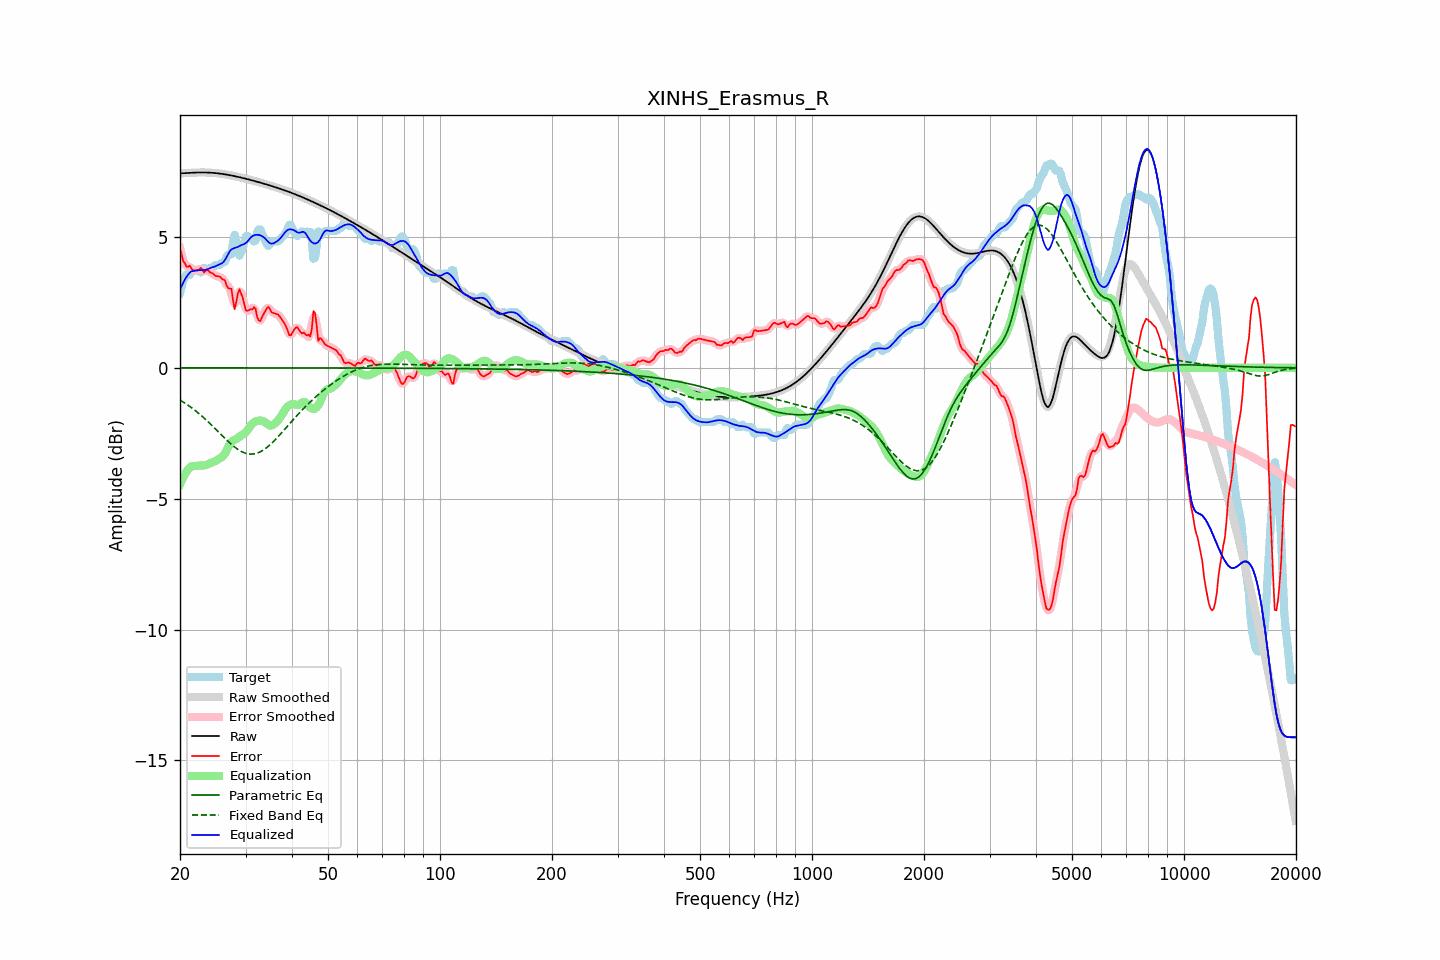 XINHS_Erasmus_R
Amplitude (dBr)
5
0
−5
−10
−15
Target
Raw Smoothed
Error Smoothed
Raw
Error
Equalization
Parametric Eq
Fixed Band Eq
Equalized
20 50 100 200 500 1000 2000 5000 10000 20000
Frequency (Hz)